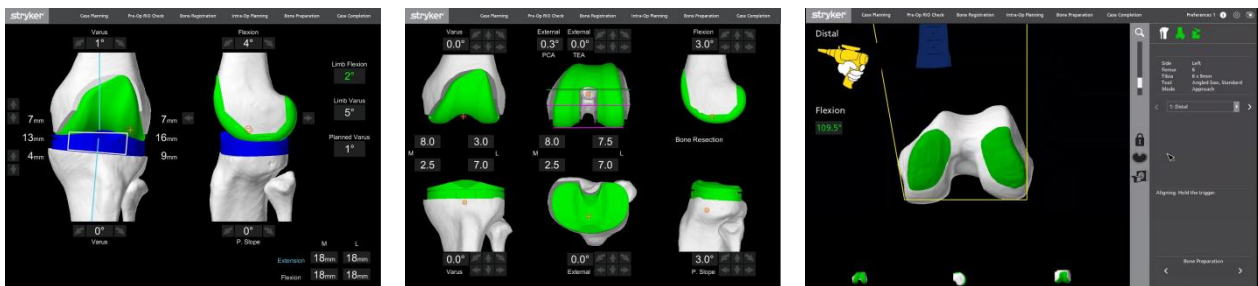 stryker Case Planning Pre-Op RIO Check Bone Registration Intra-Op Planning Bone Preparation Case Completion
Varus
1°
Flexion
4°
Limb Flexion
2°
Limb Varus
5°
Planned Varus
1°
7mm 7mm
13mm 16mm
4mm 9mm
0°
Varus
0°
P. Slope
M L
Extension 18mm 18mm
Flexion 18mm 18mm
stryker Case Planning Pre-Op RIO Check Bone Registration Intra-Op Planning Bone Preparation Case Completion
Varus
0.0°
External External
0.3° 0.0°
PCA TEA
Flexion
3.0°
Bone Resection
8.0 3.0 8.0 7.5
M L M L
2.5 7.0 2.5 7.0
0.0°
Varus
0.0°
External
3.0°
P. Slope
stryker Case Planning Pre-Op RIO Check Bone Registration Intra-Op Planning Bone Preparation Case Completion Preferences 1
Distal
Flexion
109.5°
Side Left
Femur 6
Tibia 6 x 9mm
Tool Angled Saw, Standard
Mode Approach
1: Distal
Aligning: Hold the trigger.
Bone Preparation